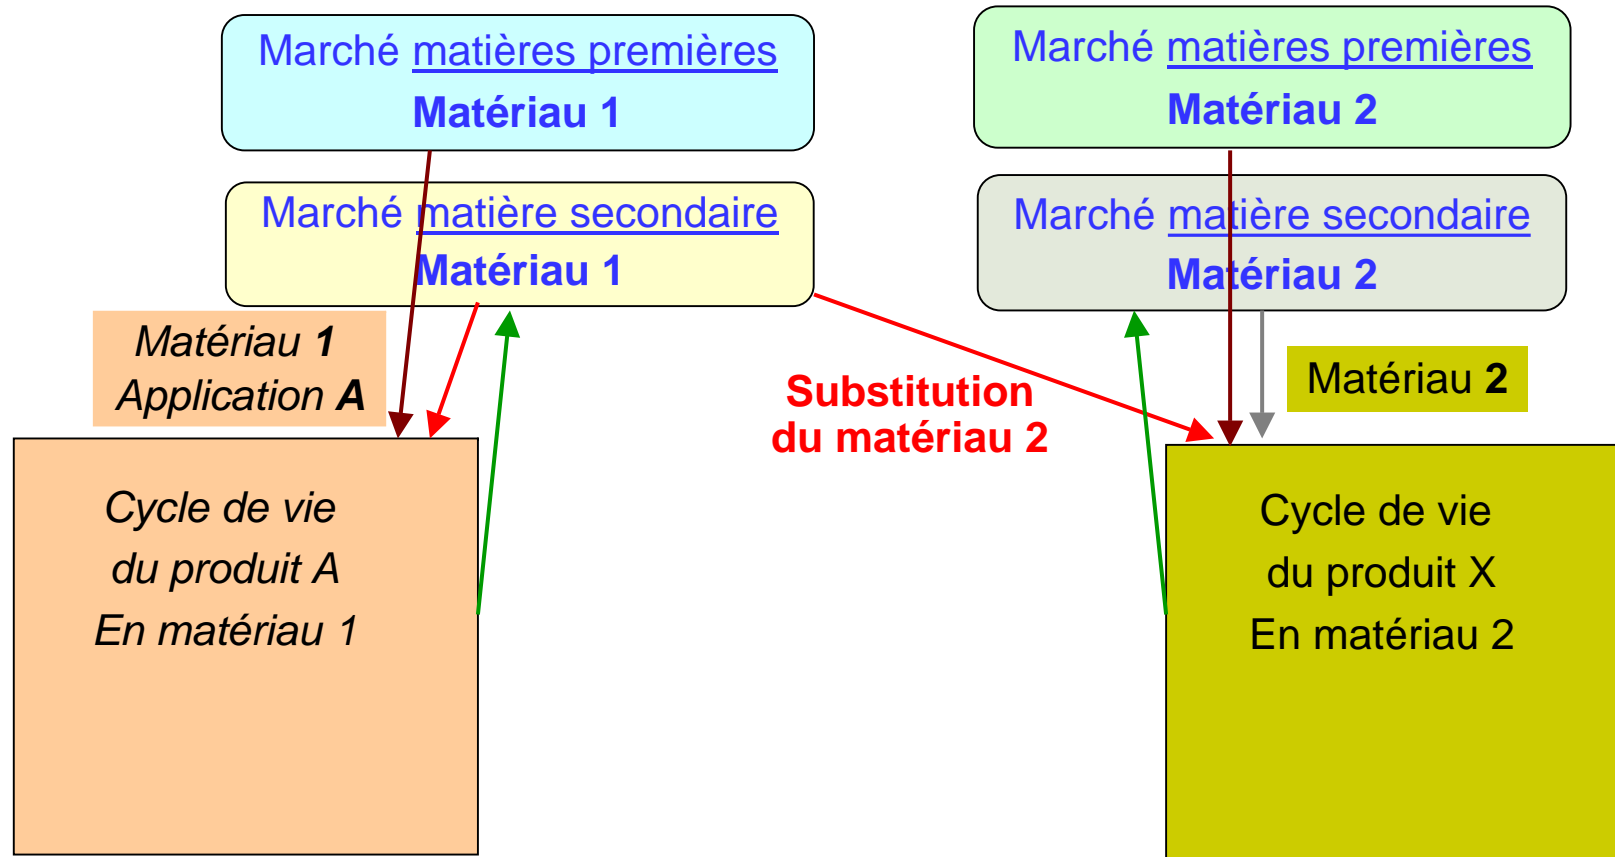 Marché matières premières
Matériau 1
Marché matières premières
Matériau 2
Marché matière secondaire
Matériau 1
Marché matière secondaire
Matériau 2
Matériau 1
Application A
Substitution
du matériau 2
Matériau 2
Cycle de vie
du produit A
En matériau 1
Cycle de vie
du produit X
En matériau 2